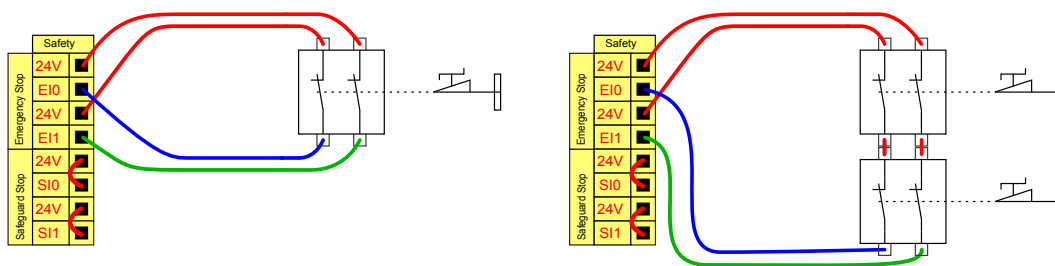 Safety
Emergency Stop
24V
EI0
24V
EI1
Safeguard Stop
24V
SI0
24V
SI1
Safety
Emergency Stop
24V
EI0
24V
EI1
Safeguard Stop
24V
SI0
24V
SI1